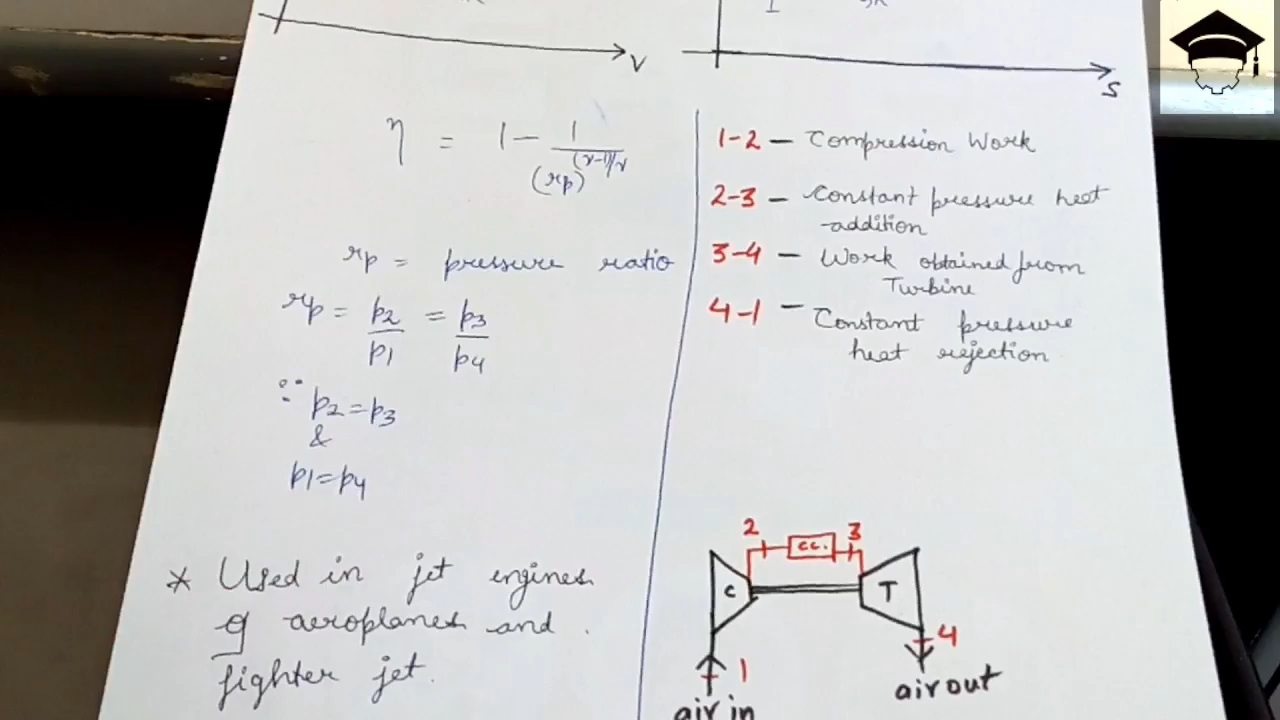 V
S
η = 1 - 1/(rp)^(γ-1)/γ
rp = pressure ratio
rp = p2/p1 = p3/p4
∵ p2 = p3
&
p1 = p4
* Used in jet engines
of aeroplanes and
fighter jet.
1-2 - Compression Work
2-3 - Constant pressure heat
-addition
3-4 - Work obtained from
Turbine
4-1 - Constant pressure
heat rejection
2 cc. 3
C T
1 4
air in air out